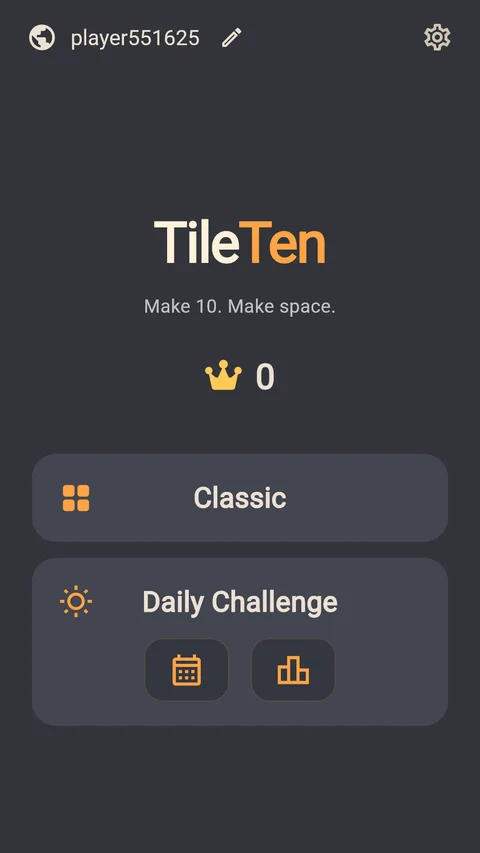 player551625
TileTen
Make 10. Make space.
0
Classic
Daily Challenge